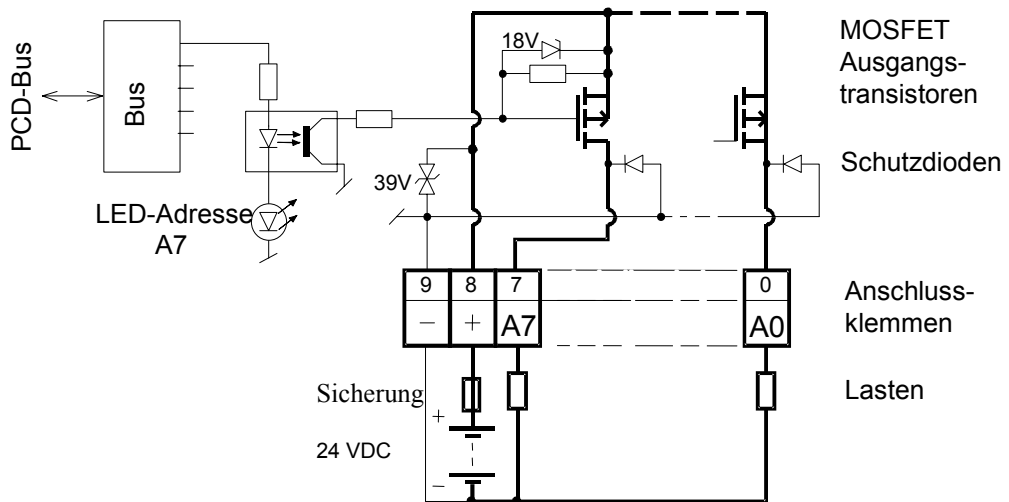 PCD-Bus
Bus
18V
MOSFET
Ausgangs-
transistoren
39V
Schutzdioden
LED-Adresse
A7
9 8 7 0
– + A7 A0
Anschluss-
klemmen
Sicherung
+
Lasten
24 VDC
–